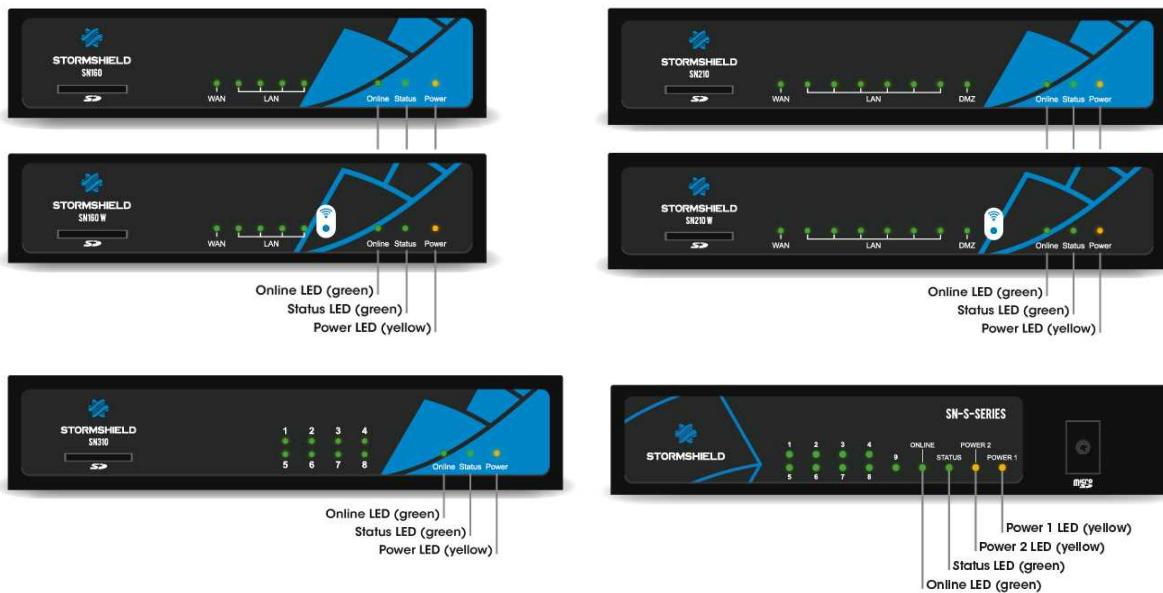 STORMSHIELD
SN160
SD
WAN LAN Online Status Power
STORMSHIELD
SN210
SD
WAN LAN DMZ Online Status Power
STORMSHIELD
SN160 W
SD
WAN LAN Online Status Power
Online LED (green)
Status LED (green)
Power LED (yellow)
STORMSHIELD
SN210 W
SD
WAN LAN DMZ Online Status Power
Online LED (green)
Status LED (green)
Power LED (yellow)
STORMSHIELD
SN310
SD
1 2 3 4
5 6 7 8
Online Status Power
Online LED (green)
Status LED (green)
Power LED (yellow)
SN-S-SERIES
STORMSHIELD
1 2 3 4 ONLINE POWER 2
9 STATUS POWER 1
5 6 7 8
micro SD
Power 1 LED (yellow)
Power 2 LED (yellow)
Status LED (green)
Online LED (green)